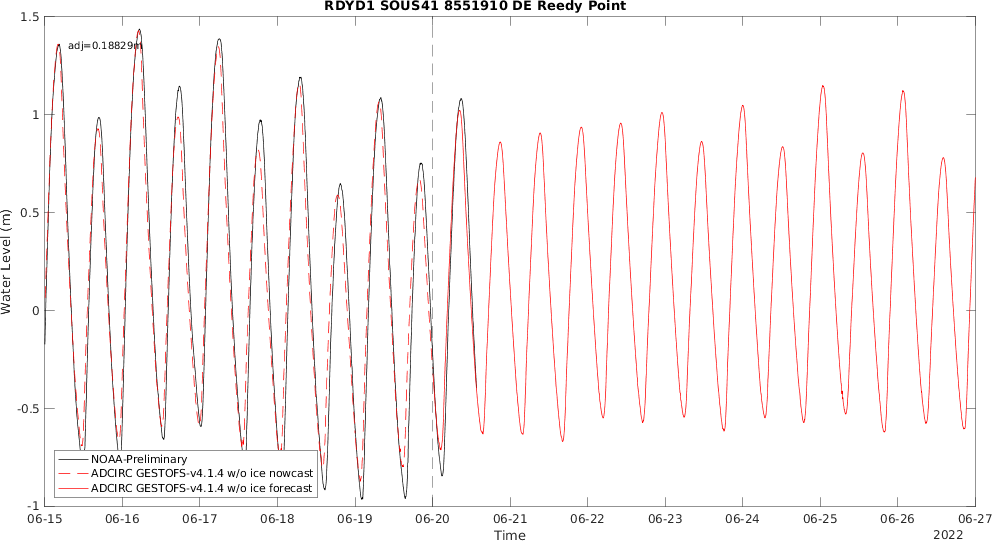 RDYD1 SOUS41 8551910 DE Reedy Point
adj=0.18829m
Water Level (m)
1.5
1
0.5
0
-0.5
-1
NOAA-Preliminary
ADCIRC GESTOFS-v4.1.4 w/o ice nowcast
ADCIRC GESTOFS-v4.1.4 w/o ice forecast
06-15 06-16 06-17 06-18 06-19 06-20 06-21 06-22 06-23 06-24 06-25 06-26 06-27
Time
2022